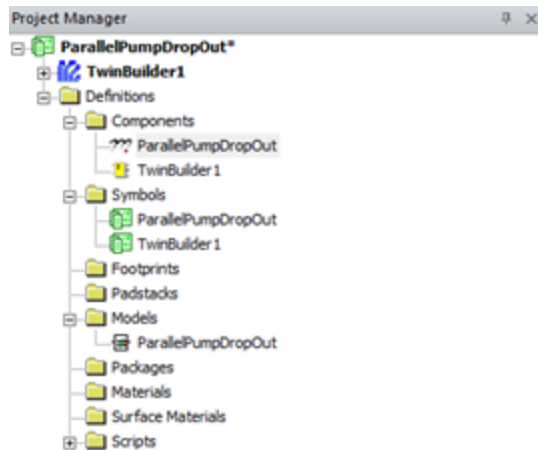 Project Manager
ParallelPumpDropOut*
TwinBuilder1
Definitions
Components
??? ParallelPumpDropOut
TwinBuilder1
Symbols
ParallelPumpDropOut
TwinBuilder1
Footprints
Padstacks
Models
ParallelPumpDropOut
Packages
Materials
Surface Materials
Scripts